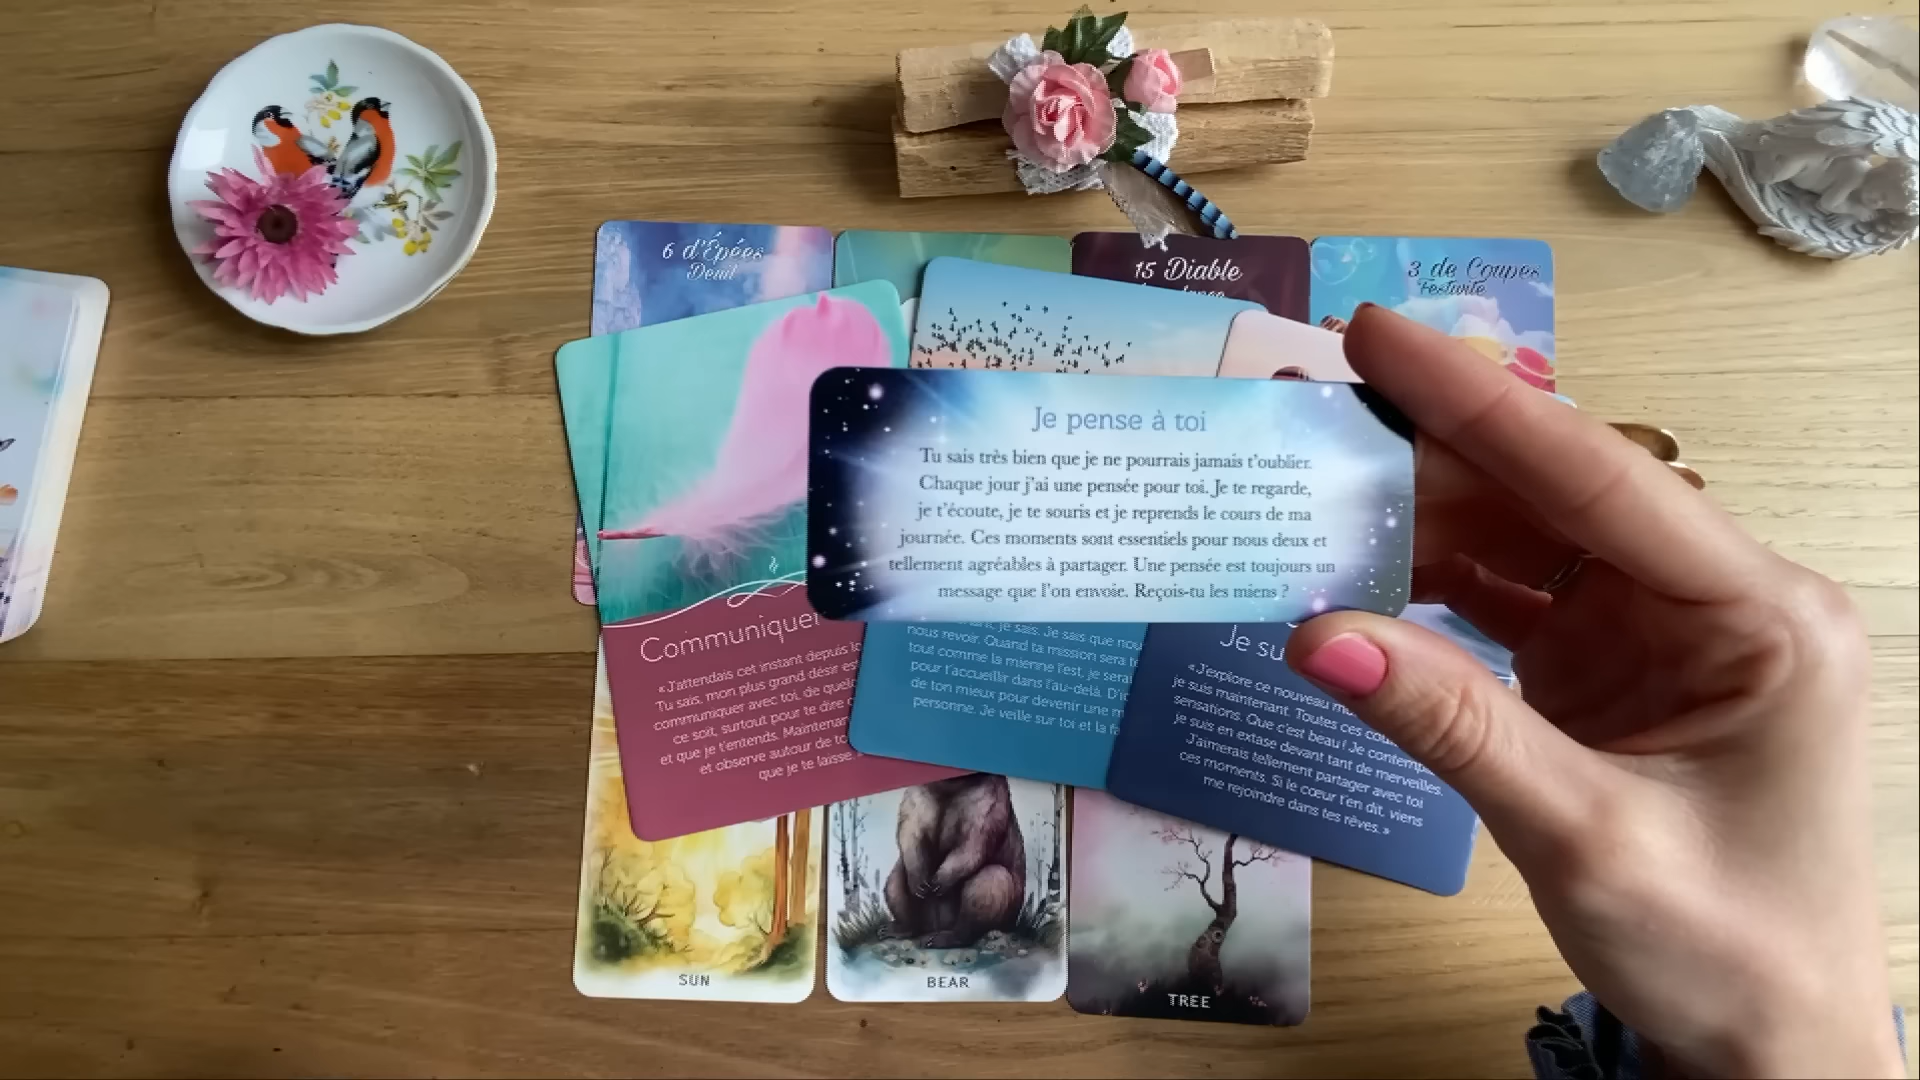 6 d'Épées
Deuil
15 Diable
3 de Coupes
Festivité
Je pense à toi
Tu sais très bien que je ne pourrais jamais t'oublier.
Chaque jour j'ai une pensée pour toi. Je te regarde,
je t'écoute, je te souris et je reprends le cours de ma
journée. Ces moments sont essentiels pour nous deux et
tellement agréables à partager. Une pensée est toujours un
message que l'on envoie. Reçois-tu les miens ?
Communiquer
«J'attendais cet instant depuis
Tu sais, mon plus grand désir
communiquer avec toi, de
ce soit, surtout pour te dire
et que je t'entends.
et observe autour de
que je te laisse.
je sais. Je sais que
nous revoir. Quand ta mission sera
tout comme la mienne l'est, je
pour t'accueillir dans l'au-delà.
de ton mieux pour devenir une
personne. Je veille sur toi et la
Je
«J'explore ce nouveau
je suis maintenant. Toutes ces
sensations. Que c'est beau ! Je
je suis en extase devant tant de merveilles.
J'aimerais tellement partager avec toi
ces moments. Si le cœur t'en dit, viens
me rejoindre dans tes rêves.»
SUN
BEAR
TREE